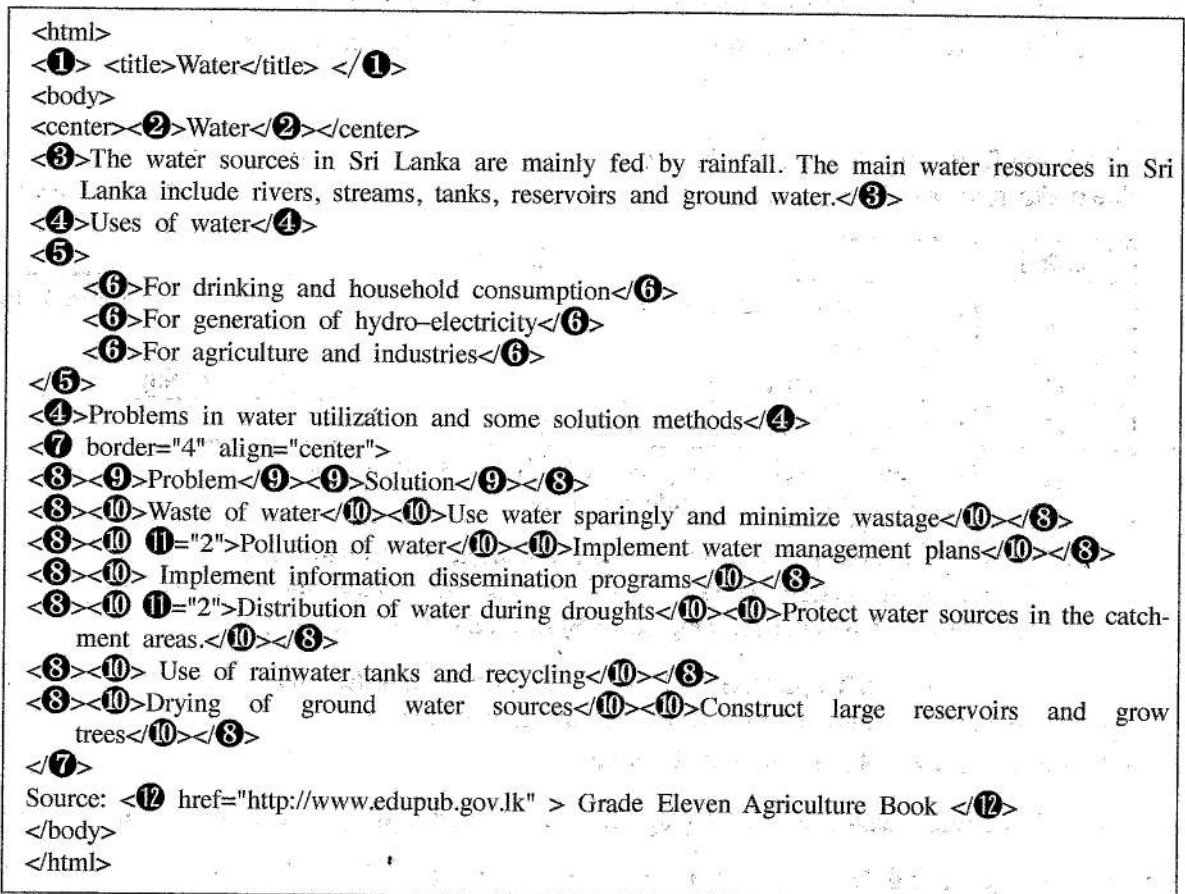 <html>
<❶> <title>Water</title> </❶>
<body>
<center><❷>Water</❷></center>
<❸>The water sources in Sri Lanka are mainly fed by rainfall. The main water resources in Sri
Lanka include rivers, streams, tanks, reservoirs and ground water.</❸>
<❹>Uses of water</❹>
<❺>
<❻>For drinking and household consumption</❻>
<❻>For generation of hydro–electricity</❻>
<❻>For agriculture and industries</❻>
</❺>
<❹>Problems in water utilization and some solution methods</❹>
<❼ border="4" align="center">
<❽><❾>Problem</❾><❾>Solution</❾></❽>
<❽><❿>Waste of water</❿><❿>Use water sparingly and minimize wastage</❿></❽>
<❽><❿ ⓫="2">Pollution of water</❿><❿>Implement water management plans</❿></❽>
<❽><❿> Implement information dissemination programs</❿></❽>
<❽><❿ ⓫="2">Distribution of water during droughts</❿><❿>Protect water sources in the catch-
ment areas.</❿></❽>
<❽><❿> Use of rainwater tanks and recycling</❿></❽>
<❽><❿>Drying of ground water sources</❿><❿>Construct large reservoirs and grow
trees</❿></❽>
</❼>
Source: <⓬ href="http://www.edupub.gov.lk" > Grade Eleven Agriculture Book </⓬>
</body>
</html>